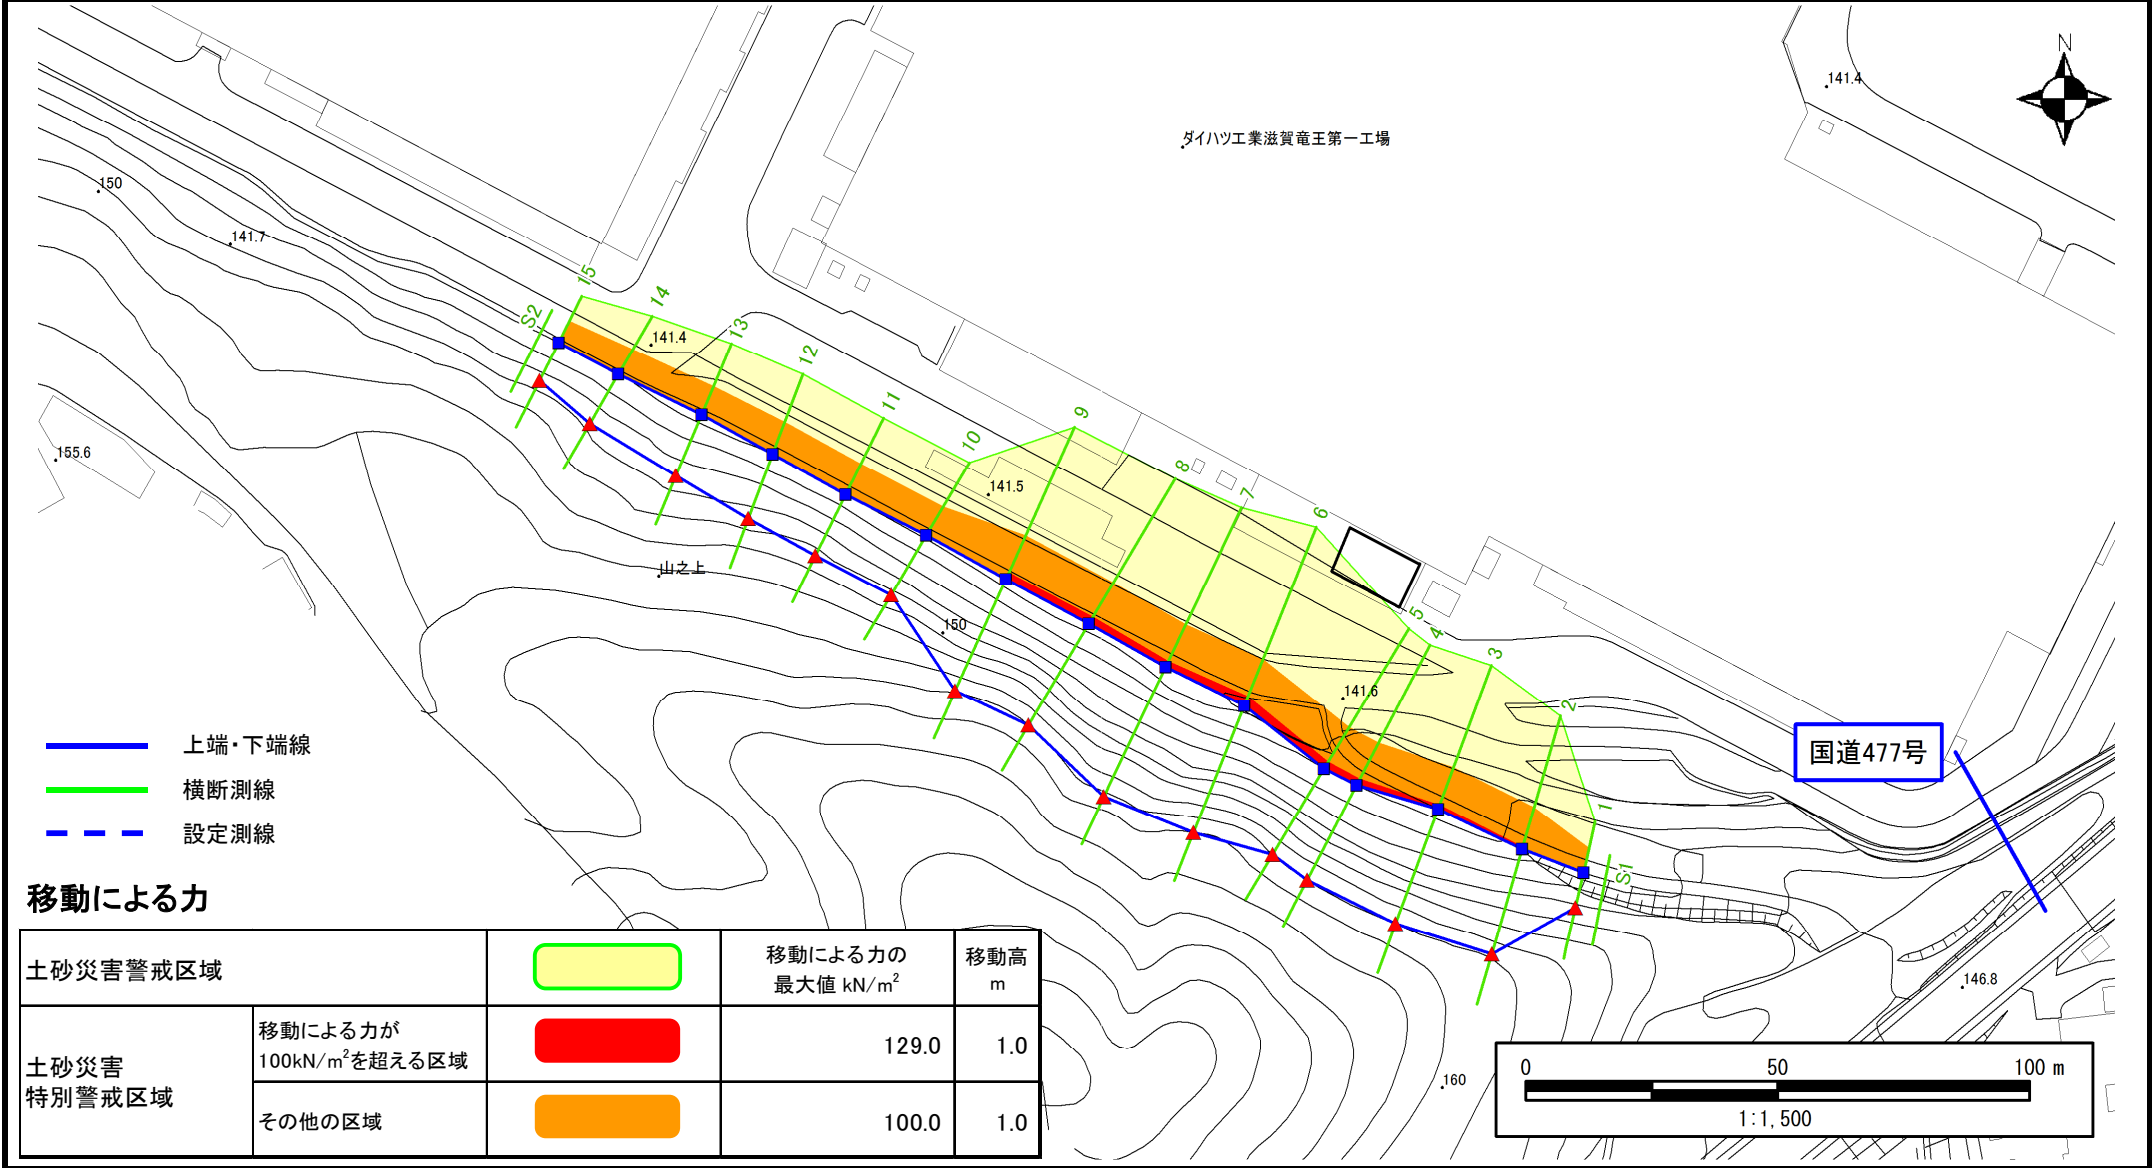 N
141.4
ダイハツ工業滋賀竜王第一工場
150
141.7
15
14
S2
13
141.4
12
11
9
10
8
7
6
155.6
141.5
山之上
150
5
4
3
141.6
2
1
S1
国道477号
上端・下端線
横断測線
設定測線
移動による力
土砂災害警戒区域
移動による力の
最大値 kN/m²
移動高
m
土砂災害
特別警戒区域
移動による力が
100kN/m²を超える区域
129.0
1.0
その他の区域
100.0
1.0
146.8
160
0 50 100 m
1:1,500